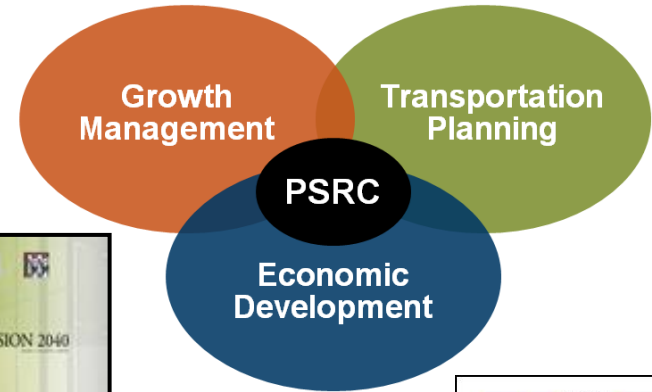 Growth
Management
Transportation
Planning
PSRC
Economic
Development
SION 2040